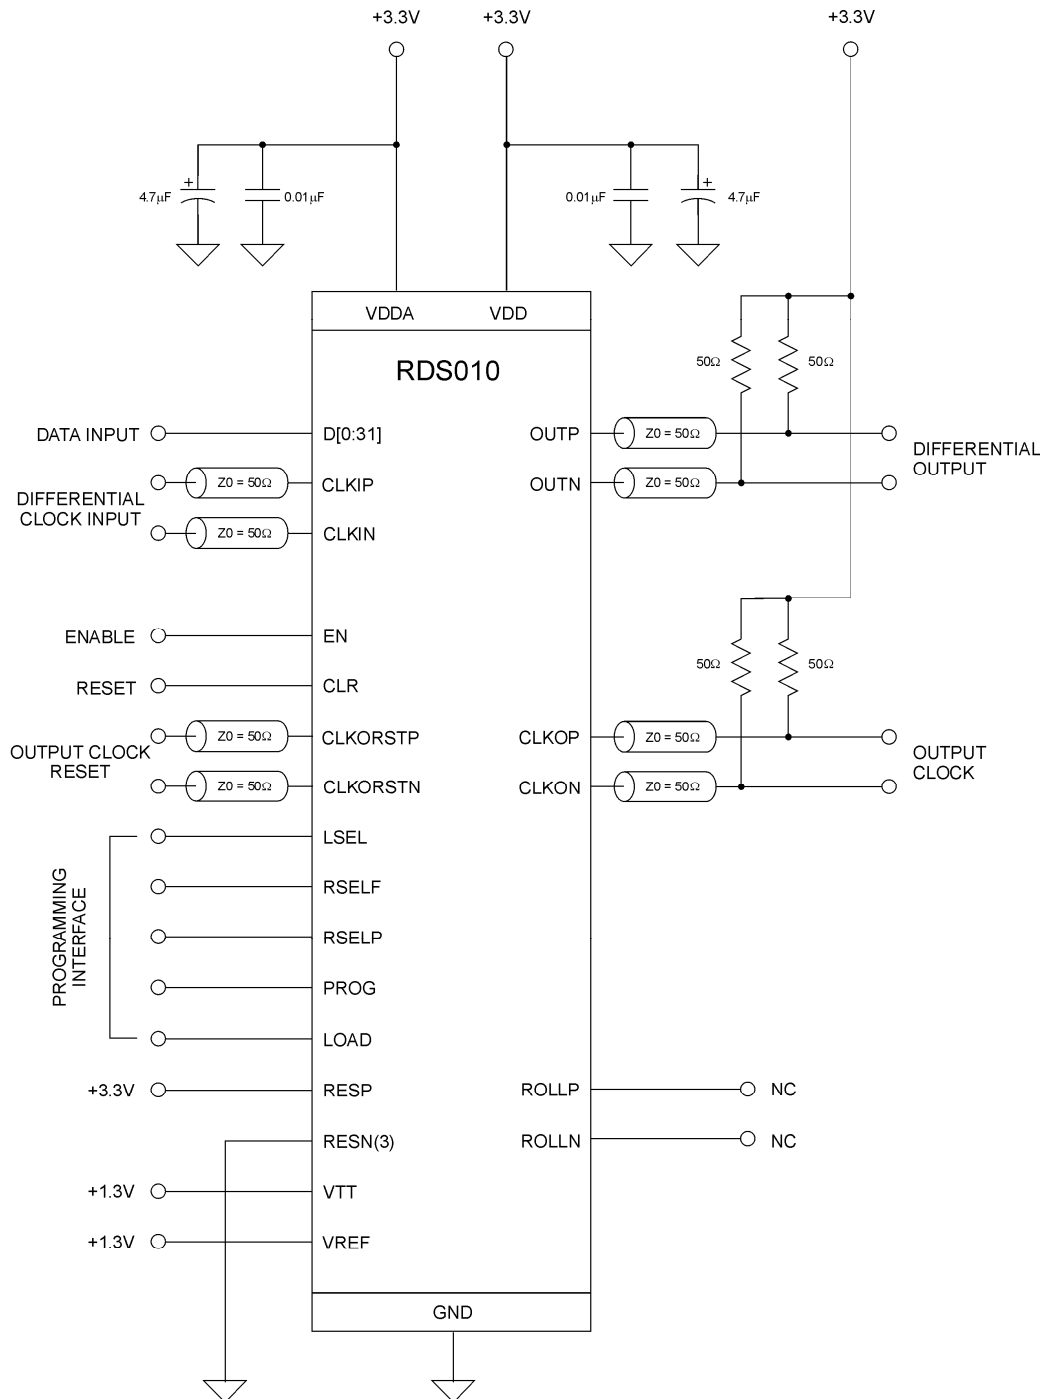 +3.3V
+3.3V
+3.3V
4.7µF
0.01µF
0.01µF
4.7µF
VDDA
VDD
RDS010
50Ω
50Ω
DATA INPUT
D[0:31]
OUTP
Z0 = 50Ω
DIFFERENTIAL
OUTPUT
DIFFERENTIAL
CLOCK INPUT
Z0 = 50Ω
CLKIP
OUTN
Z0 = 50Ω
Z0 = 50Ω
CLKIN
ENABLE
EN
50Ω
50Ω
RESET
CLR
OUTPUT CLOCK
RESET
Z0 = 50Ω
CLKORSTP
CLKOP
Z0 = 50Ω
OUTPUT
CLOCK
Z0 = 50Ω
CLKORSTN
CLKON
Z0 = 50Ω
PROGRAMMING
INTERFACE
LSEL
RSELF
RSELP
PROG
LOAD
+3.3V
RESP
ROLLP
NC
RESN(3)
ROLLN
NC
+1.3V
VTT
+1.3V
VREF
GND